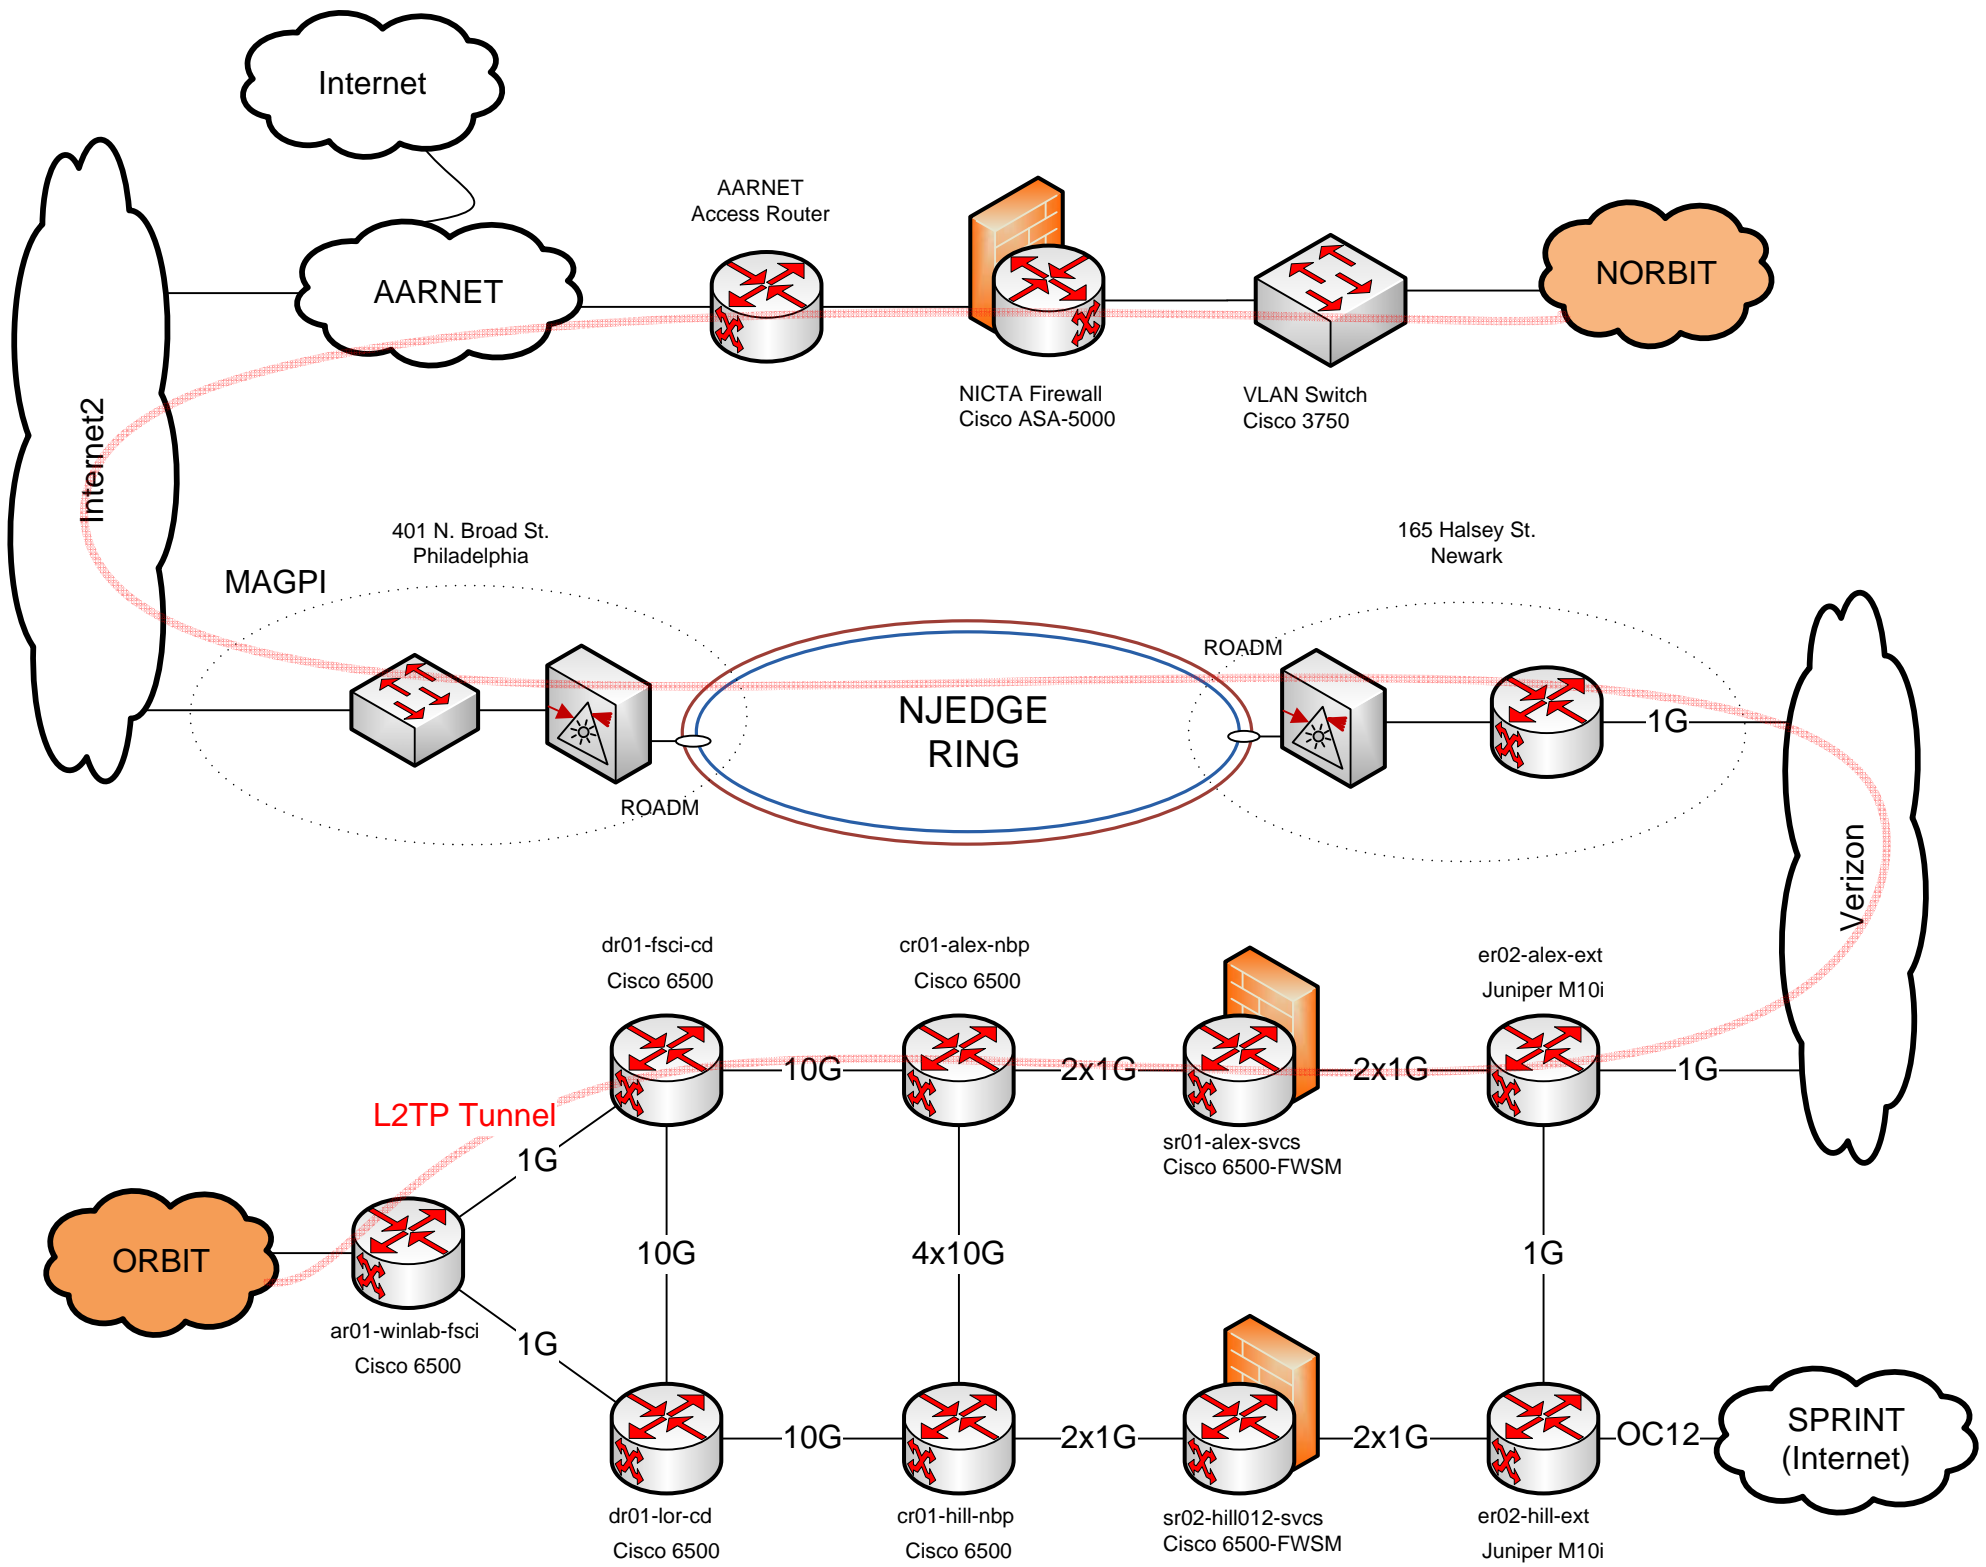 Internet
AARNET
Access Router
AARNET
NORBIT
NICTA Firewall
Cisco ASA-5000
VLAN Switch
Cisco 3750
Internet2
401 N. Broad St.
Philadelphia
165 Halsey St.
Newark
MAGPI
ROADM
NJEDGE
RING
1G
ROADM
Verizon
dr01-fsci-cd
Cisco 6500
cr01-alex-nbp
Cisco 6500
er02-alex-ext
Juniper M10i
10G
2x1G
2x1G
1G
L2TP Tunnel
sr01-alex-svcs
Cisco 6500-FWSM
1G
ORBIT
10G
4x10G
1G
ar01-winlab-fsci
Cisco 6500
1G
10G
2x1G
2x1G
OC12
SPRINT
(Internet)
dr01-lor-cd
Cisco 6500
cr01-hill-nbp
Cisco 6500
sr02-hill012-svcs
Cisco 6500-FWSM
er02-hill-ext
Juniper M10i